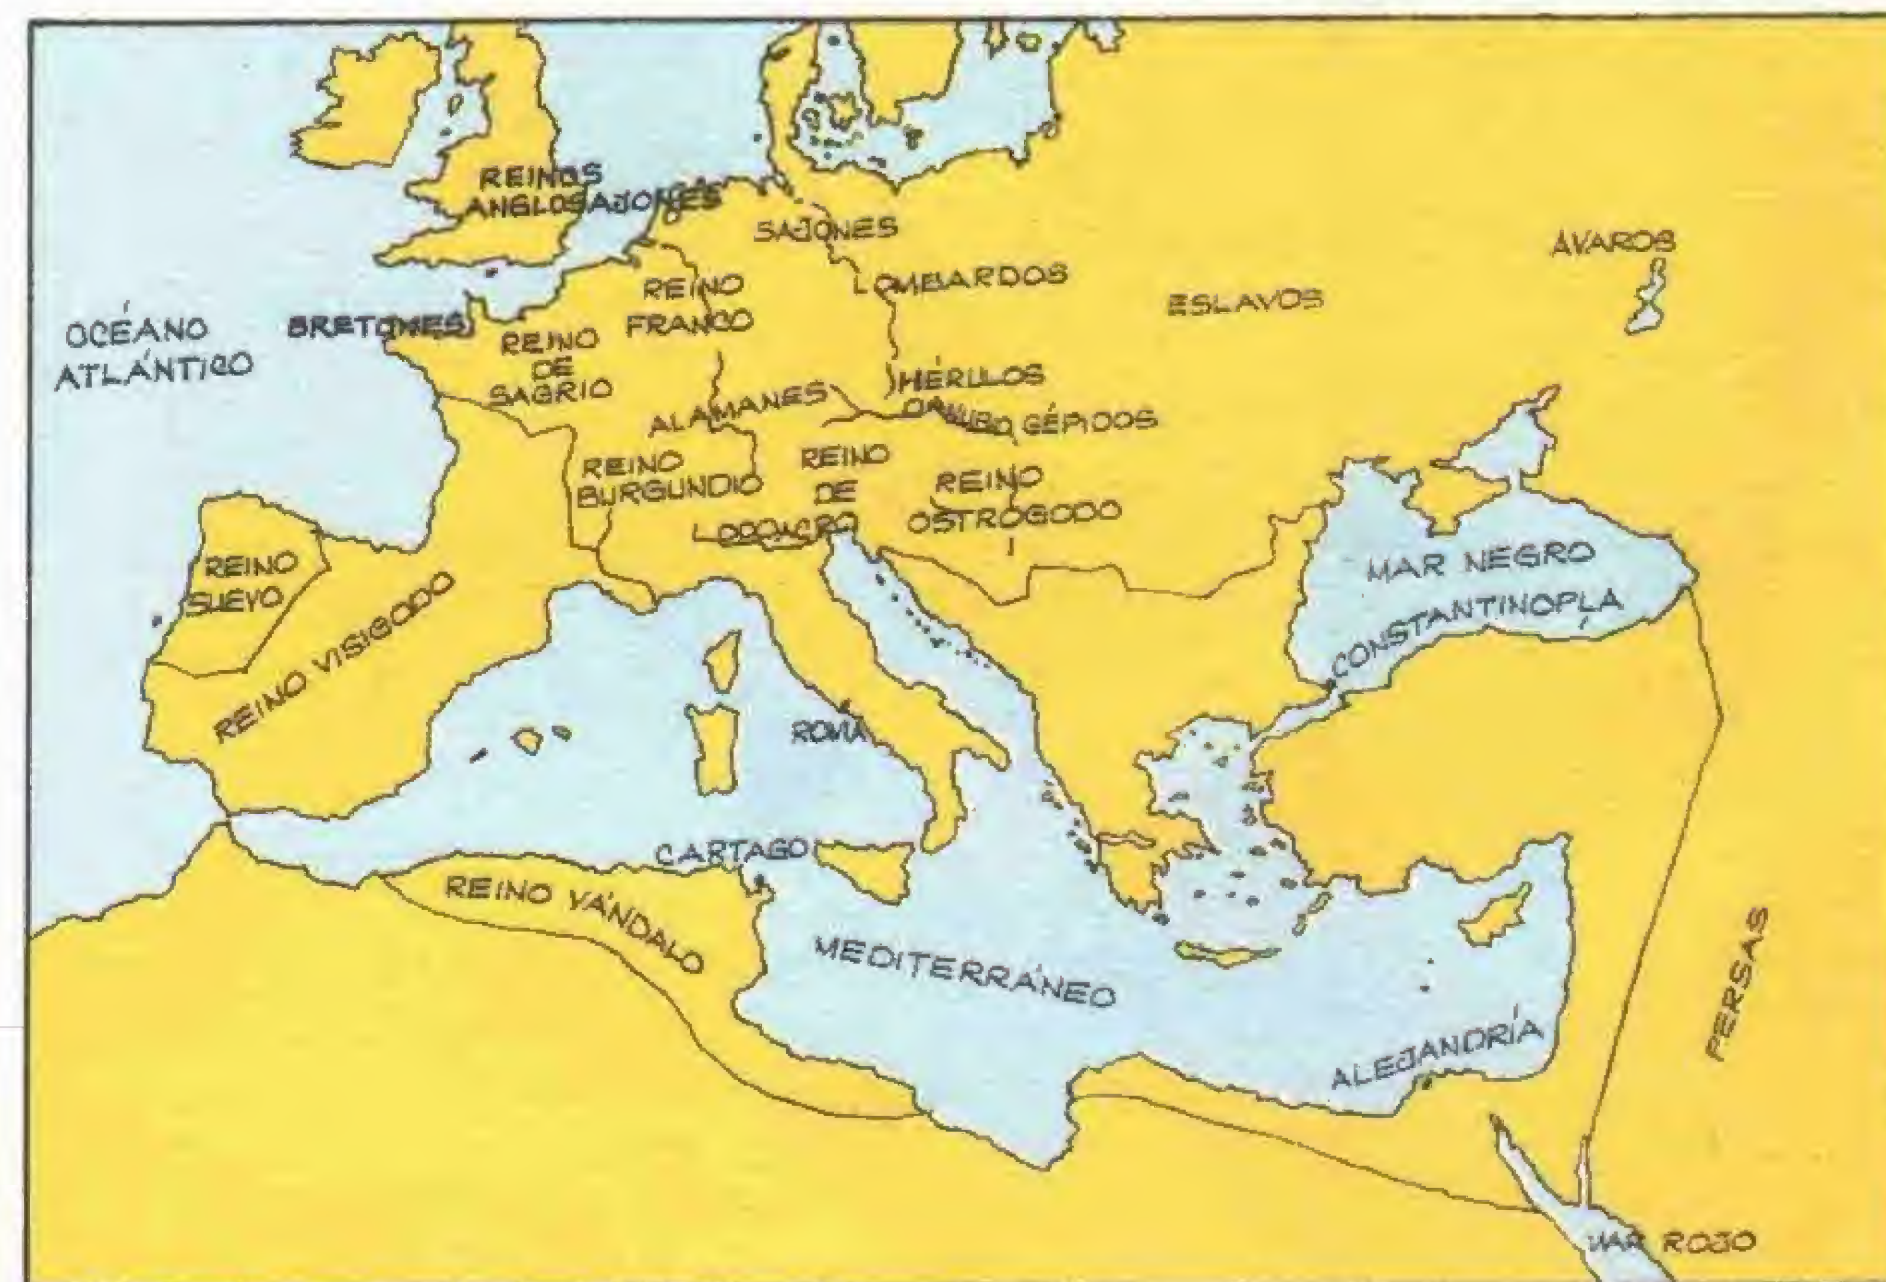 REINOS
ANGLOSAJONES
SAJONES
ÁVAROS
LOMBARDOS
ESLAVOS
REINO
FRANCO
OCÉANO
ATLÁNTICO
BRETONES
REINO
DE
SAGRIO
HÉRULOS
ALAMANES
DANUBIO
GÉPIDOS
REINO
BURGUNDIO
REINO
DE
REINO
OSTROGODO
REINO
SUEVO
REINO VISIGODO
MAR NEGRO
CONSTANTINOPLA
ROMA
CARTAGO
REINO VÁNDALO
MEDITERRÁNEO
ALEJANDRÍA
PERSAS
MAR ROJO